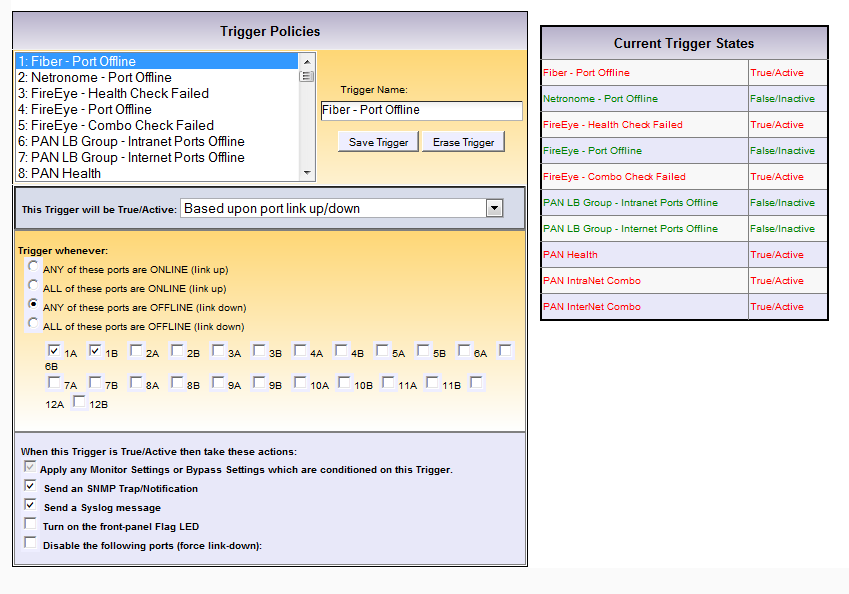 Trigger Policies
1: Fiber - Port Offline
2: Netronome - Port Offline
3: FireEye - Health Check Failed
4: FireEye - Port Offline
5: FireEye - Combo Check Failed
6: PAN LB Group - Intranet Ports Offline
7: PAN LB Group - Internet Ports Offline
8: PAN Health
Trigger Name:
Fiber - Port Offline
Save Trigger Erase Trigger
This Trigger will be True/Active: Based upon port link up/down
Trigger whenever:
ANY of these ports are ONLINE (link up)
ALL of these ports are ONLINE (link up)
ANY of these ports are OFFLINE (link down)
ALL of these ports are OFFLINE (link down)
1A 1B 2A 2B 3A 3B 4A 4B 5A 5B 6A
6B
7A 7B 8A 8B 9A 9B 10A 10B 11A 11B
12A 12B
When this Trigger is True/Active then take these actions:
Apply any Monitor Settings or Bypass Settings which are conditioned on this Trigger.
Send an SNMP Trap/Notification
Send a Syslog message
Turn on the front-panel Flag LED
Disable the following ports (force link-down):
Current Trigger States
Fiber - Port Offline True/Active
Netronome - Port Offline False/Inactive
FireEye - Health Check Failed True/Active
FireEye - Port Offline False/Inactive
FireEye - Combo Check Failed True/Active
PAN LB Group - Intranet Ports Offline False/Inactive
PAN LB Group - Internet Ports Offline False/Inactive
PAN Health True/Active
PAN IntraNet Combo True/Active
PAN InterNet Combo True/Active